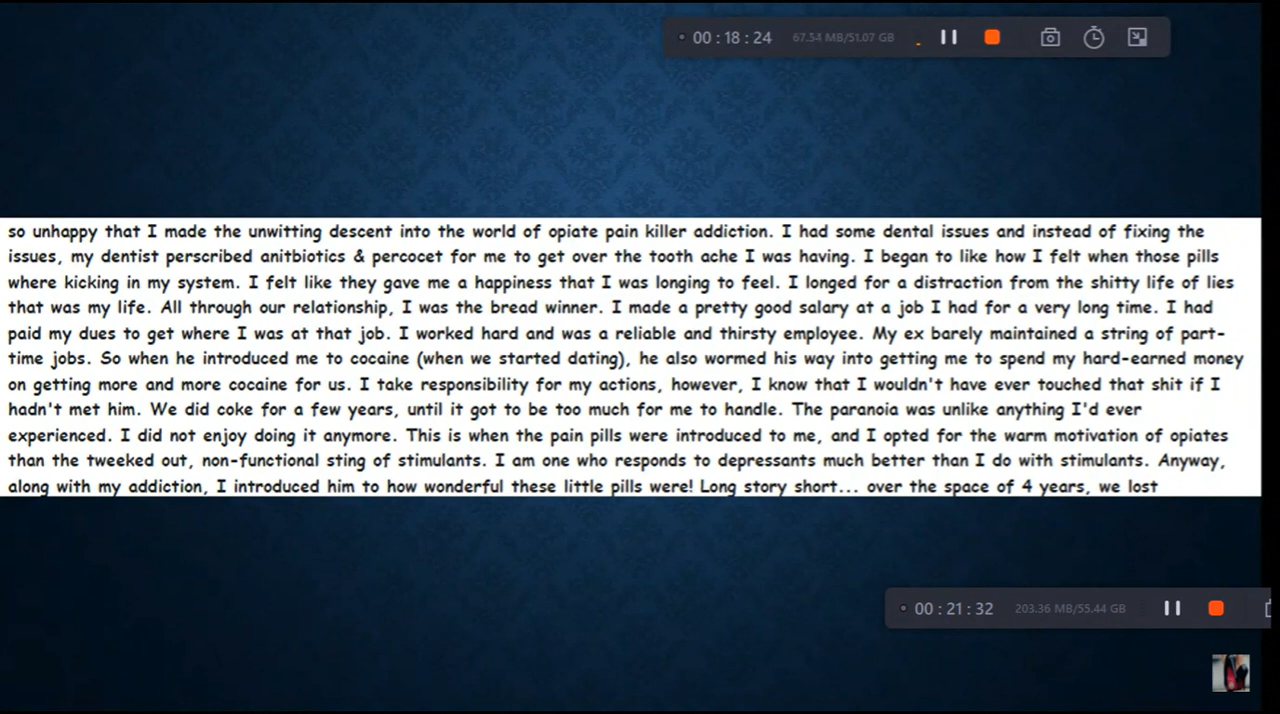 00 : 18 : 24 67.54 MB/51.07 GB
so unhappy that I made the unwitting descent into the world of opiate pain killer addiction. I had some dental issues and instead of fixing the
issues, my dentist perscribed anitbiotics & percocet for me to get over the tooth ache I was having. I began to like how I felt when those pills
where kicking in my system. I felt like they gave me a happiness that I was longing to feel. I longed for a distraction from the shitty life of lies
that was my life. All through our relationship, I was the bread winner. I made a pretty good salary at a job I had for a very long time. I had
paid my dues to get where I was at that job. I worked hard and was a reliable and thirsty employee. My ex barely maintained a string of part-
time jobs. So when he introduced me to cocaine (when we started dating), he also wormed his way into getting me to spend my hard-earned money
on getting more and more cocaine for us. I take responsibility for my actions, however, I know that I wouldn't have ever touched that shit if I
hadn't met him. We did coke for a few years, until it got to be too much for me to handle. The paranoia was unlike anything I'd ever
experienced. I did not enjoy doing it anymore. This is when the pain pills were introduced to me, and I opted for the warm motivation of opiates
than the tweeked out, non-functional sting of stimulants. I am one who responds to depressants much better than I do with stimulants. Anyway,
along with my addiction, I introduced him to how wonderful these little pills were! Long story short... over the space of 4 years, we lost
00 : 21 : 32 203.36 MB/55.44 GB